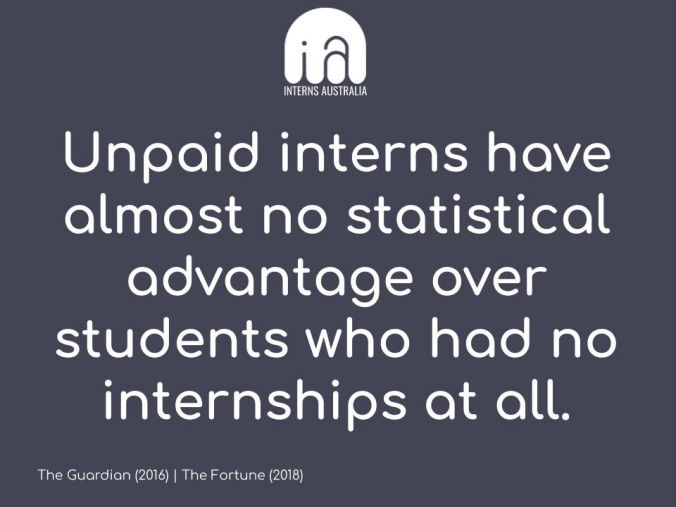 ia
INTERNS AUSTRALIA
Unpaid interns have
almost no statistical
advantage over
students who had no
internships at all.
The Guardian (2016) | The Fortune (2018)